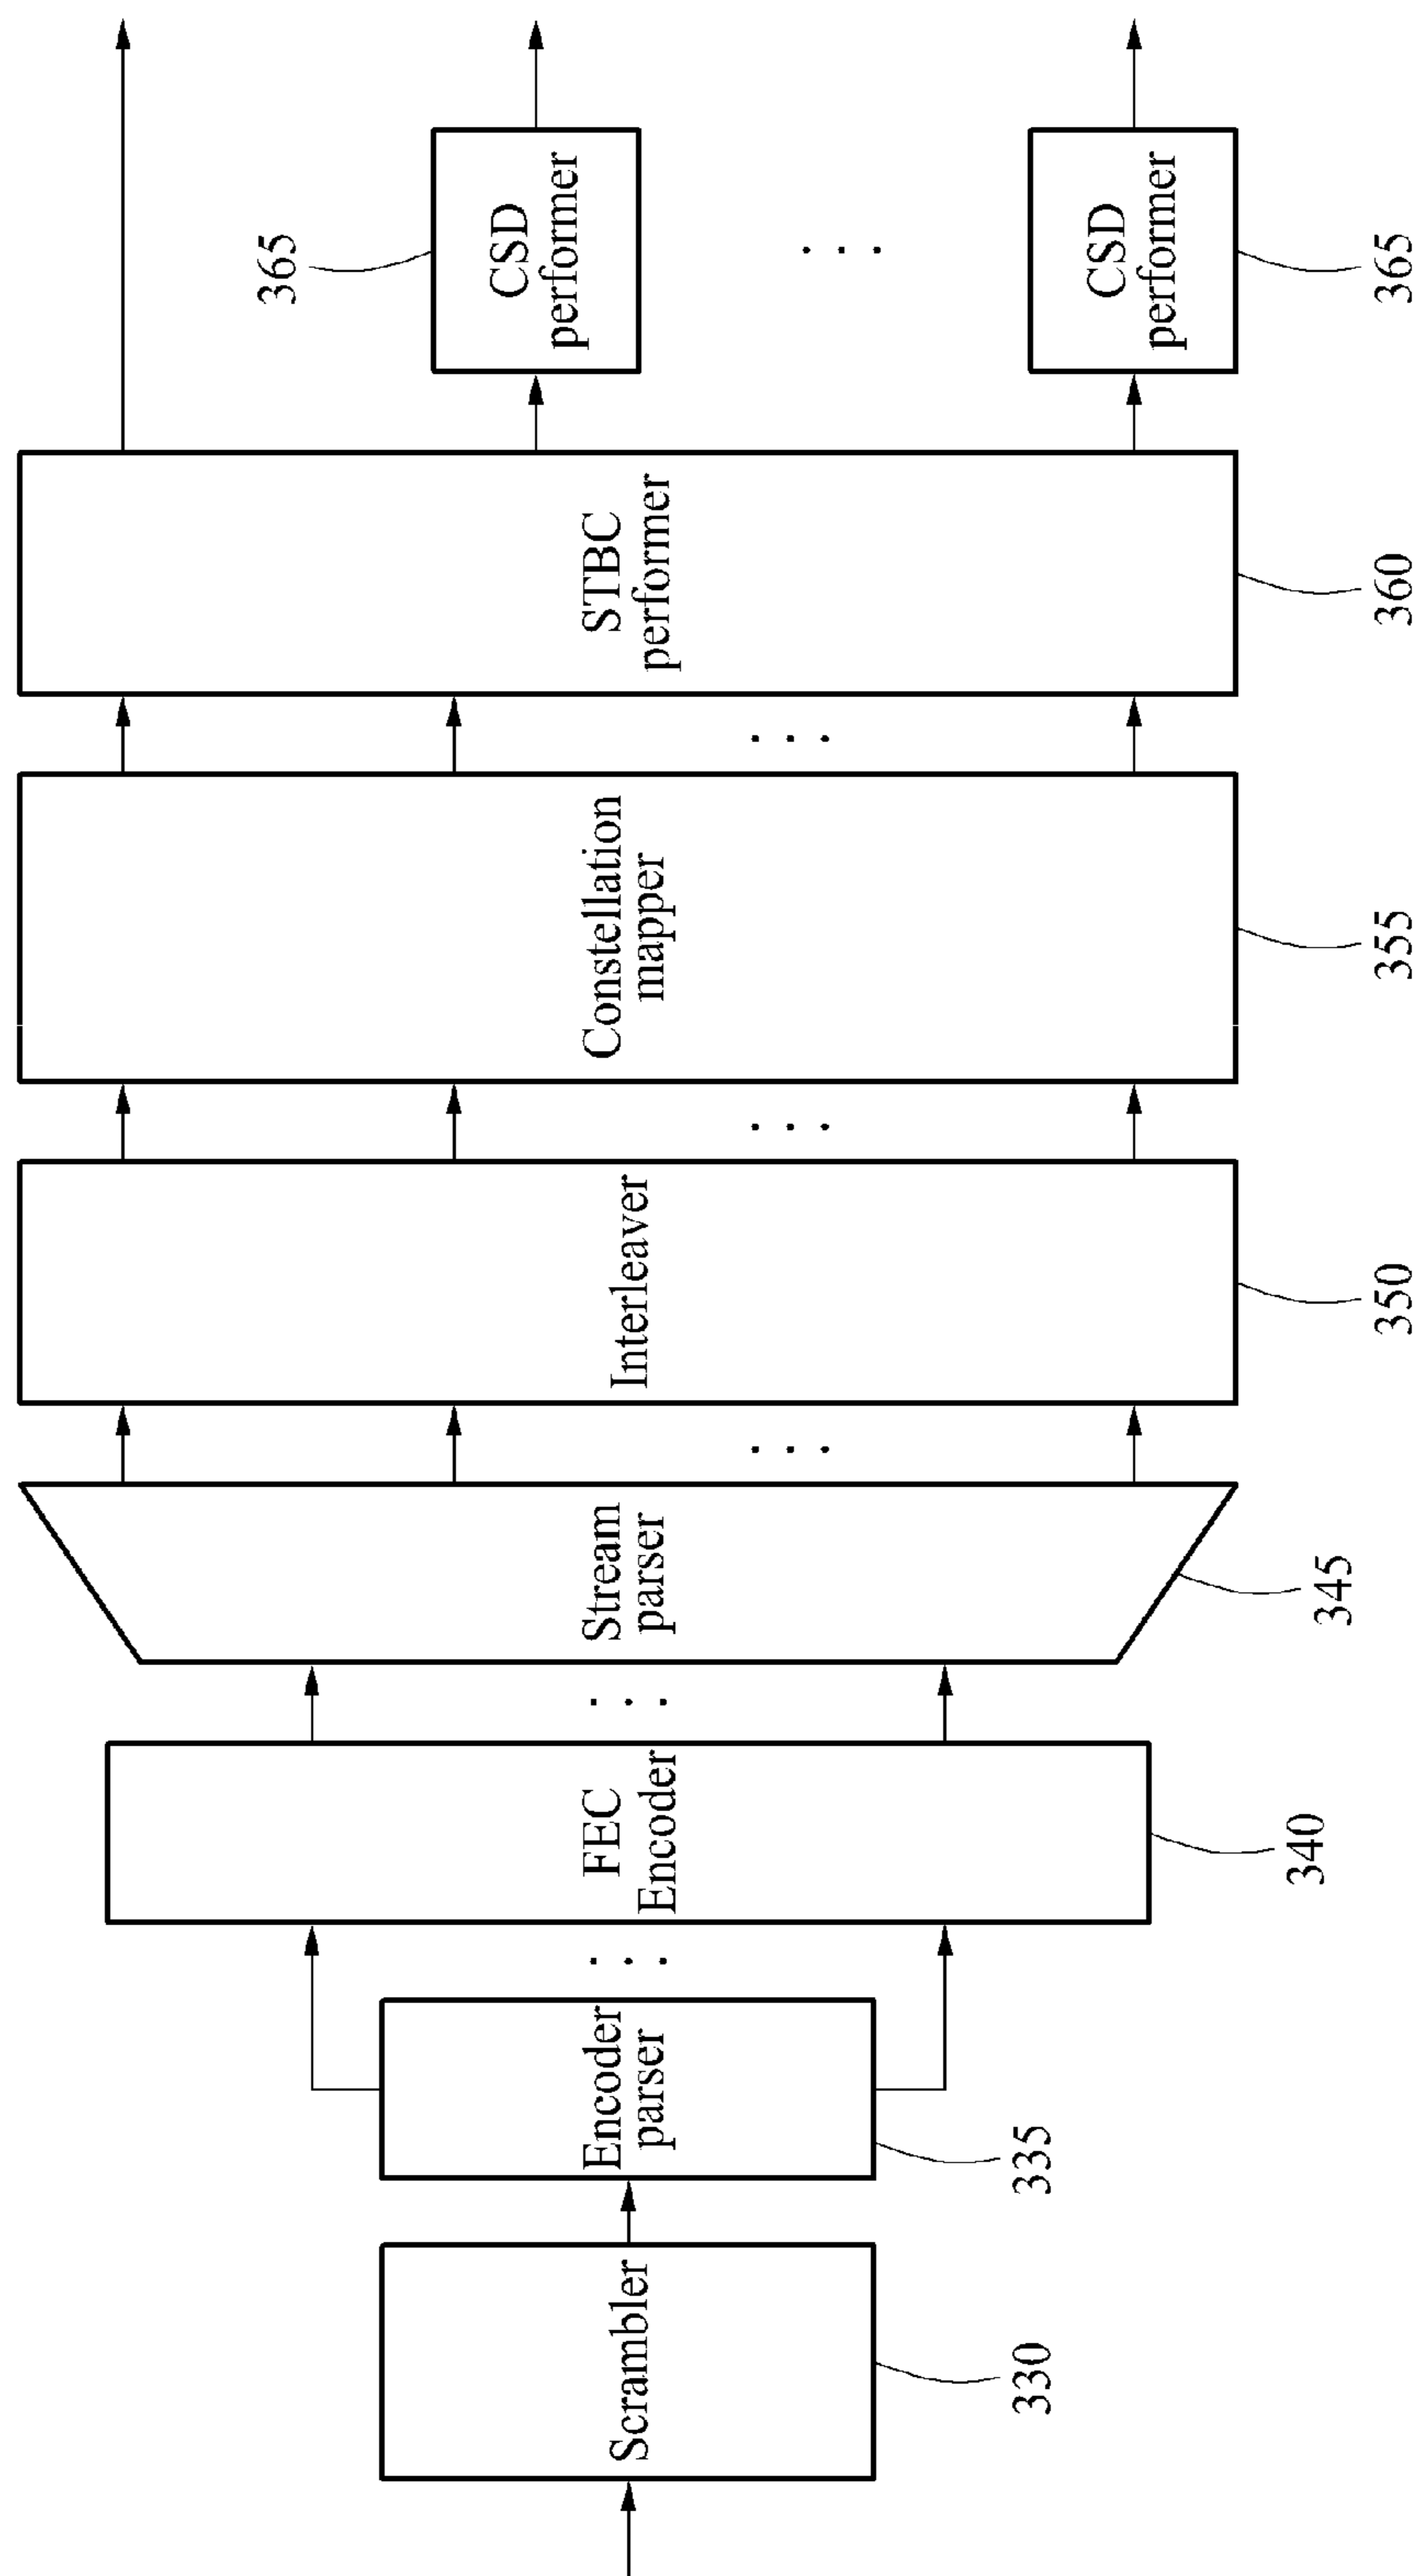 Scrambler
330
Encoder
parser
335
FEC
Encoder
340
Stream
parser
345
Interleaver
350
Constellation
mapper
355
STBC
performer
360
CSD
performer
365
CSD
performer
365